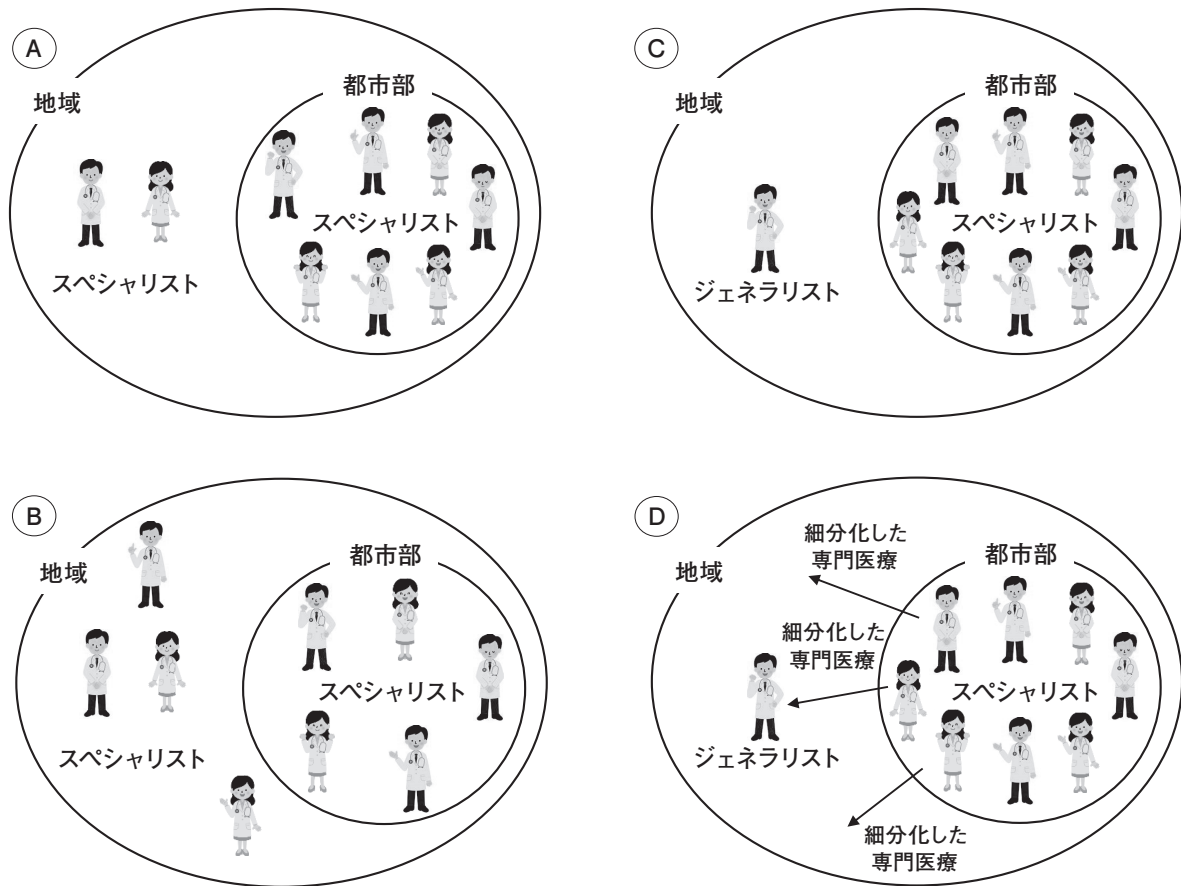 A
地域
都市部
スペシャリスト
スペシャリスト
B
地域
都市部
スペシャリスト
スペシャリスト
C
地域
都市部
スペシャリスト
ジェネラリスト
D
地域
細分化した
専門医療
都市部
細分化した
専門医療
スペシャリスト
ジェネラリスト
細分化した
専門医療